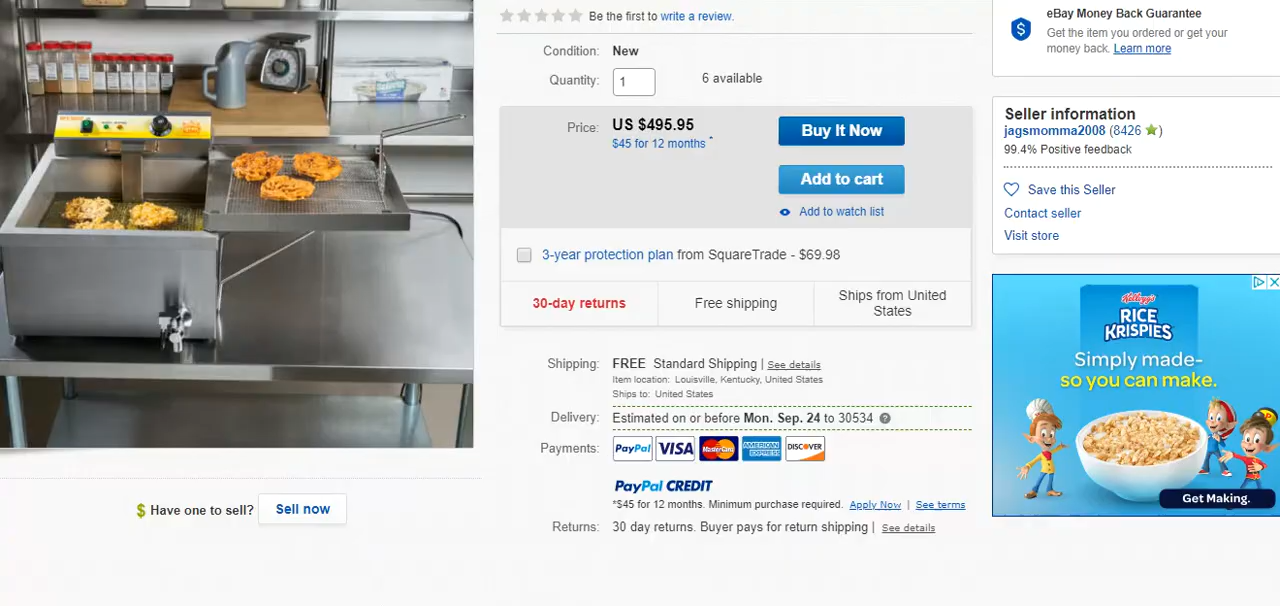 Be the first to write a review.
Condition: New
Quantity: 1 6 available
Price: US $495.95
$45 for 12 months *
Buy It Now
Add to cart
Add to watch list
3-year protection plan from SquareTrade - $69.98
30-day returns
Free shipping
Ships from United
States
Shipping: FREE Standard Shipping | See details
Item location: Louisville, Kentucky, United States
Ships to: United States
Delivery: Estimated on or before Mon. Sep. 24 to 30534 ?
Payments: PayPal VISA MasterCard AMERICAN EXPRESS DISCOVER
PayPal CREDIT
*$45 for 12 months. Minimum purchase required. Apply Now | See terms
Returns: 30 day returns. Buyer pays for return shipping | See details
$ Have one to sell? Sell now
eBay Money Back Guarantee
Get the item you ordered or get your
money back. Learn more
Seller information
jagsmomma2008 (8426 )
99.4% Positive feedback
Save this Seller
Contact seller
Visit store
Kellogg's
RICE
KRISPIES
Simply made-
so you can make.
Get Making.